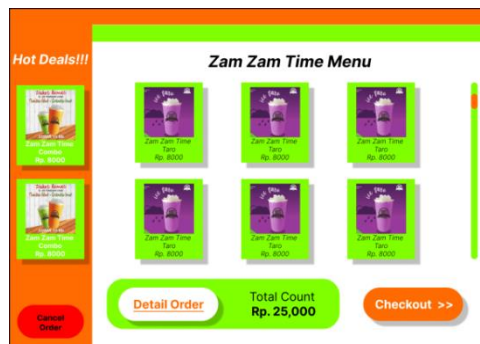 Hot Deals!!!
Zam Zam Time
Combo
Rp. 8000
Zam Zam Time
Combo
Rp. 8000
Cancel
Order
Zam Zam Time Menu
Zam Zam Time
Taro
Rp. 8000
Zam Zam Time
Taro
Rp. 8000
Zam Zam Time
Taro
Rp. 8000
Zam Zam Time
Taro
Rp. 8000
Zam Zam Time
Taro
Rp. 8000
Zam Zam Time
Taro
Rp. 8000
Detail Order
Total Count
Rp. 25,000
Checkout >>